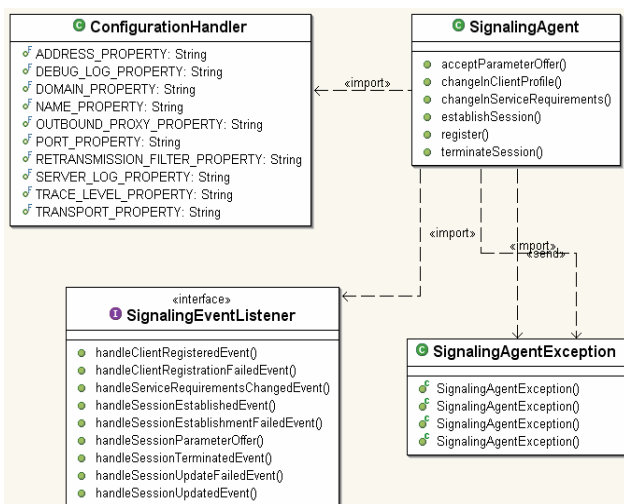 ConfigurationHandler
ADDRESS_PROPERTY: String
DEBUG_LOG_PROPERTY: String
DOMAIN_PROPERTY: String
NAME_PROPERTY: String
OUTBOUND_PROXY_PROPERTY: String
PORT_PROPERTY: String
RETRANSMISSION_FILTER_PROPERTY: String
SERVER_LOG_PROPERTY: String
TRACE_LEVEL_PROPERTY: String
TRANSPORT_PROPERTY: String
«import»
SignalingAgent
acceptParameterOffer()
changeInClientProfile()
changeInServiceRequirements()
establishSession()
register()
terminateSession()
«import»
«import»
«send»
«interface»
SignalingEventListener
handleClientRegisteredEvent()
handleClientRegistrationFailedEvent()
handleServiceRequirementsChangedEvent()
handleSessionEstablishedEvent()
handleSessionEstablishmentFailedEvent()
handleSessionParameterOffer()
handleSessionTerminatedEvent()
handleSessionUpdateFailedEvent()
handleSessionUpdatedEvent()
SignalingAgentException
SignalingAgentException()
SignalingAgentException()
SignalingAgentException()
SignalingAgentException()